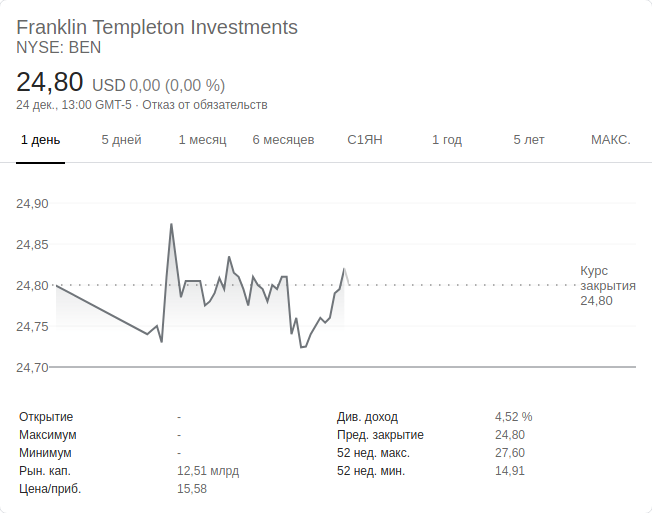 Franklin Templeton Investments
NYSE: BEN
24,80 USD 0,00 (0,00 %)
24 дек., 13:00 GMT-5 · Отказ от обязательств
1 день 5 дней 1 месяц 6 месяцев С1ЯН 1 год 5 лет МАКС.
24,90
24,85
24,80
24,75
24,70
Курс
закрытия
24,80
Открытие - Див. доход 4,52 %
Максимум - Пред. закрытие 24,80
Минимум - 52 нед. макс. 27,60
Рын. кап. 12,51 млрд 52 нед. мин. 14,91
Цена/приб. 15,58